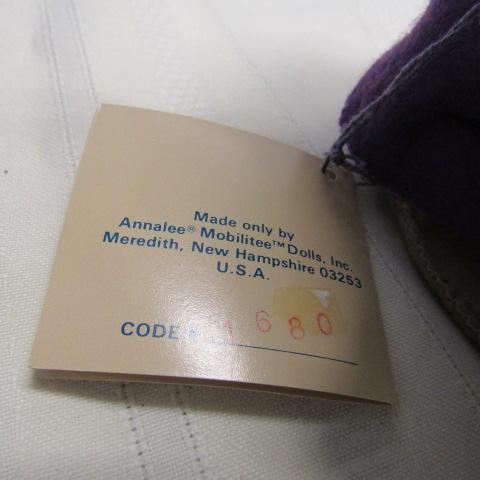 Made only by
Annalee® Mobilitee™ Dolls, Inc.
Meredith, New Hampshire 03253
U.S.A.
CODE # 1680